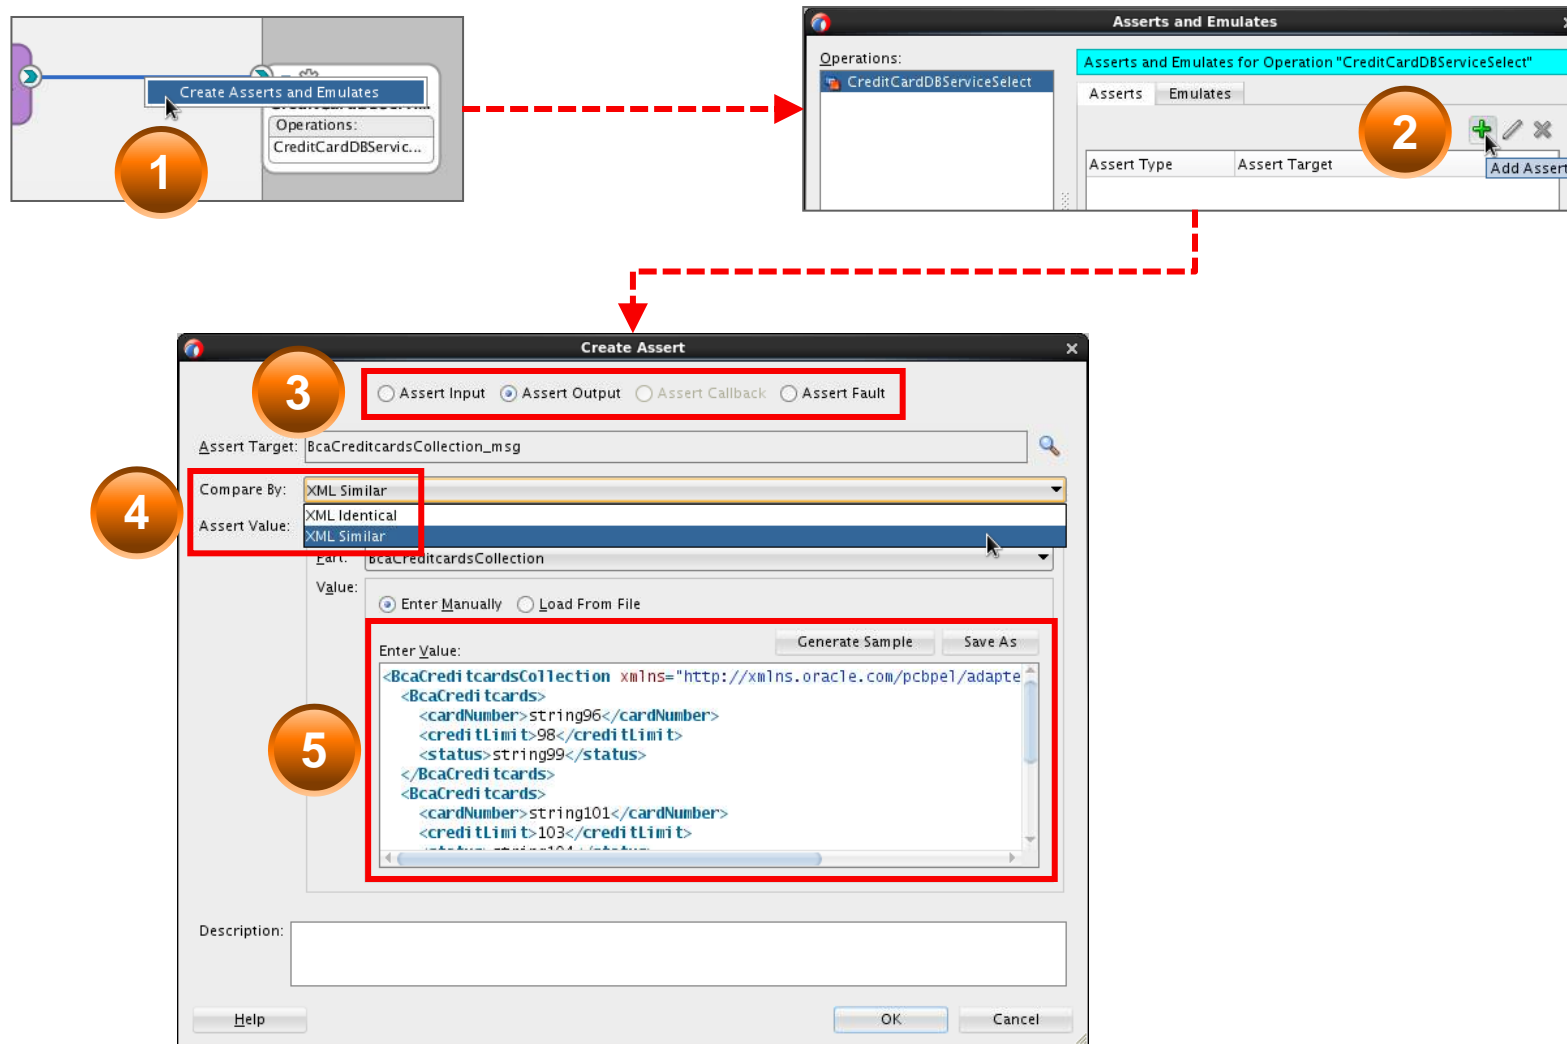 Create Asserts and Emulates
Operations:
CreditCardDBServic...
1
Asserts and Emulates
Operations:
CreditCardDBServiceSelect
Asserts and Emulates for Operation "CreditCardDBServiceSelect"
Asserts
Emulates
2
Assert Type
Assert Target
Add Assert
Create Assert
3
Assert Input
Assert Output
Assert Callback
Assert Fault
Assert Target:
BcaCreditcardsCollection_msg
4
Compare By:
XML Similar
XML Identical
XML Similar
Assert Value:
Part:
BcaCreditcardsCollection
Value:
Enter Manually
Load From File
Enter Value:
Generate Sample
Save As
5
<BcaCreditcardsCollection xmlns="http://xmlns.oracle.com/pcbpel/adapte
<BcaCreditcards>
<cardNumber>string96</cardNumber>
<creditLimit>98</creditLimit>
<status>string99</status>
</BcaCreditcards>
<BcaCreditcards>
<cardNumber>string101</cardNumber>
<creditLimit>103</creditLimit>
<status>string104</status>
Description:
Help
OK
Cancel